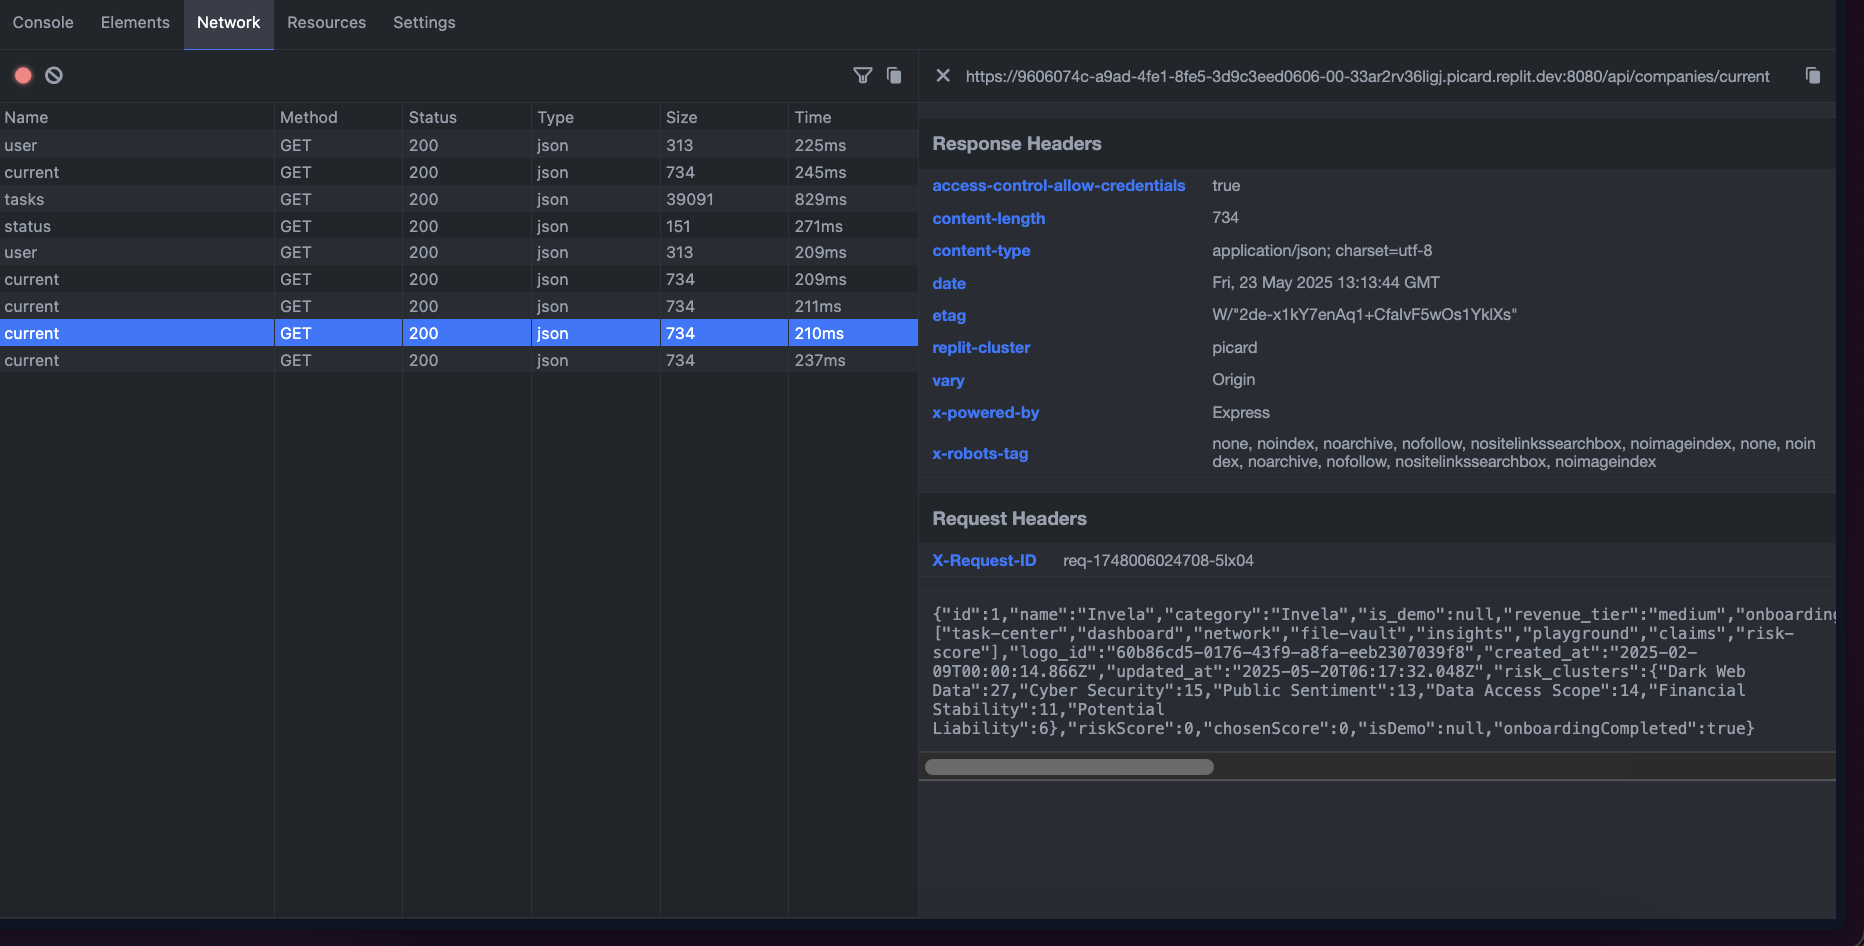 Console Elements Network Resources Settings
Name Method Status Type Size Time
user GET 200 json 313 225ms
current GET 200 json 734 245ms
tasks GET 200 json 39091 829ms
status GET 200 json 151 271ms
user GET 200 json 313 209ms
current GET 200 json 734 209ms
current GET 200 json 734 211ms
current GET 200 json 734 210ms
current GET 200 json 734 237ms
https://9606074c-a9ad-4fe1-8fe5-3d9c3eed0606-00-33ar2rv36ligj.picard.replit.dev:8080/api/companies/current
Response Headers
access-control-allow-credentials true
content-length 734
content-type application/json; charset=utf-8
date Fri, 23 May 2025 13:13:44 GMT
etag W/"2de-x1kY7enAq1+CfaIvF5wOs1YklXs"
replit-cluster picard
vary Origin
x-powered-by Express
x-robots-tag none, noindex, noarchive, nofollow, nositelinkssearchbox, noimageindex, none, noin
dex, noarchive, nofollow, nositelinkssearchbox, noimageindex
Request Headers
X-Request-ID req-1748006024708-5lx04
{"id":1,"name":"Invela","category":"Invela","is_demo":null,"revenue_tier":"medium","onboarding
["task-center","dashboard","network","file-vault","insights","playground","claims","risk-
score"],"logo_id":"60b86cd5-0176-43f9-a8fa-eeb2307039f8","created_at":"2025-02-
09T00:00:14.866Z","updated_at":"2025-05-20T06:17:32.048Z","risk_clusters":{"Dark Web
Data":27,"Cyber Security":15,"Public Sentiment":13,"Data Access Scope":14,"Financial
Stability":11,"Potential
Liability":6},"riskScore":0,"chosenScore":0,"isDemo":null,"onboardingCompleted":true}